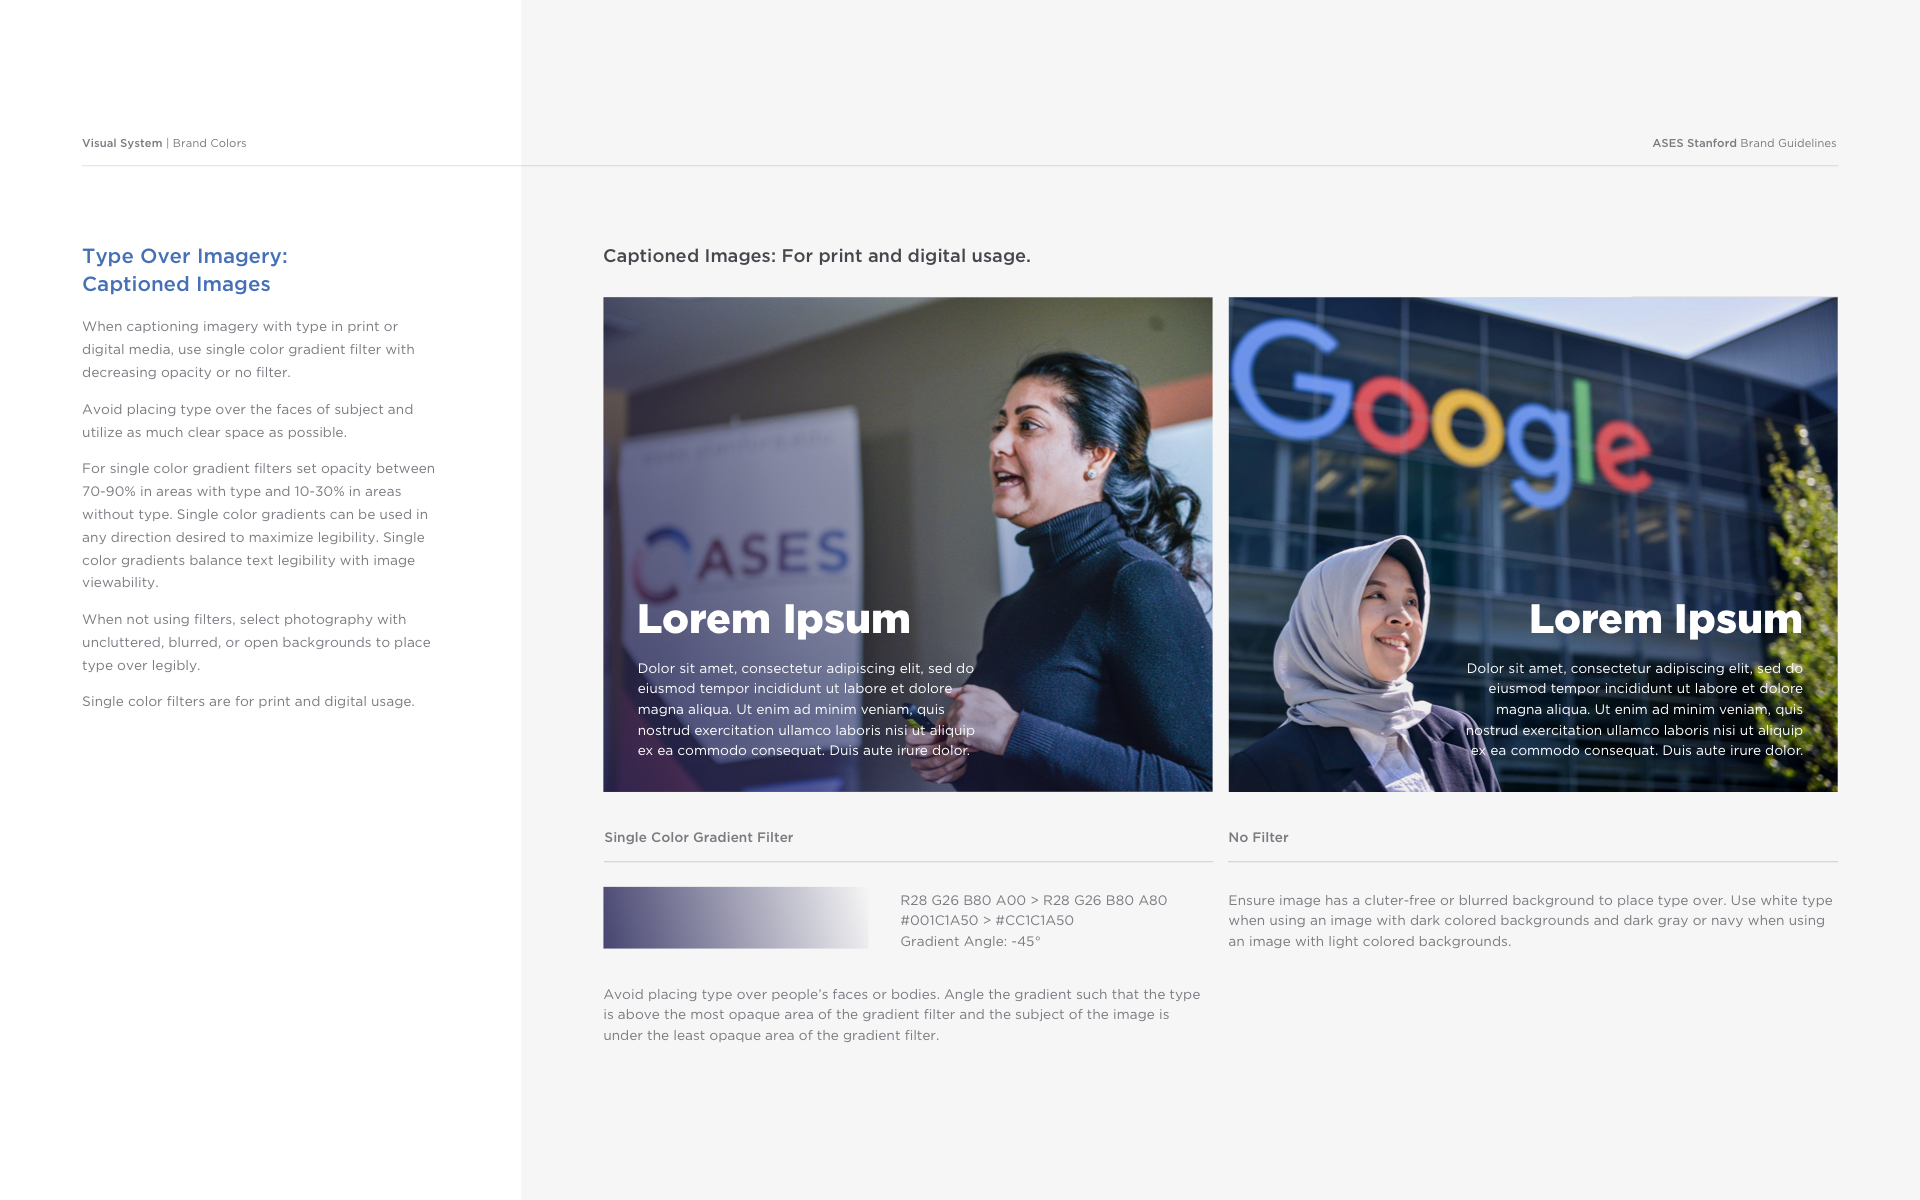 Visual System | Brand Colors
ASES Stanford Brand Guidelines
Type Over Imagery:
Captioned Images
When captioning imagery with type in print or
digital media, use single color gradient filter with
decreasing opacity or no filter.
Avoid placing type over the faces of subject and
utilize as much clear space as possible.
For single color gradient filters set opacity between
70-90% in areas with type and 10-30% in areas
without type. Single color gradients can be used in
any direction desired to maximize legibility. Single
color gradients balance text legibility with image
viewability.
When not using filters, select photography with
uncluttered, blurred, or open backgrounds to place
type over legibly.
Single color filters are for print and digital usage.
Captioned Images: For print and digital usage.
ASES
Lorem Ipsum
Dolor sit amet, consectetur adipiscing elit, sed do
eiusmod tempor incididunt ut labore et dolore
magna aliqua. Ut enim ad minim veniam, quis
nostrud exercitation ullamco laboris nisi ut aliquip
ex ea commodo consequat. Duis aute irure dolor.
Google
Lorem Ipsum
Dolor sit amet, consectetur adipiscing elit, sed do
eiusmod tempor incididunt ut labore et dolore
magna aliqua. Ut enim ad minim veniam, quis
nostrud exercitation ullamco laboris nisi ut aliquip
ex ea commodo consequat. Duis aute irure dolor.
Single Color Gradient Filter
R28 G26 B80 A00 > R28 G26 B80 A80
#001C1A50 > #CC1C1A50
Gradient Angle: -45°
Avoid placing type over people’s faces or bodies. Angle the gradient such that the type
is above the most opaque area of the gradient filter and the subject of the image is
under the least opaque area of the gradient filter.
No Filter
Ensure image has a cluter-free or blurred background to place type over. Use white type
when using an image with dark colored backgrounds and dark gray or navy when using
an image with light colored backgrounds.